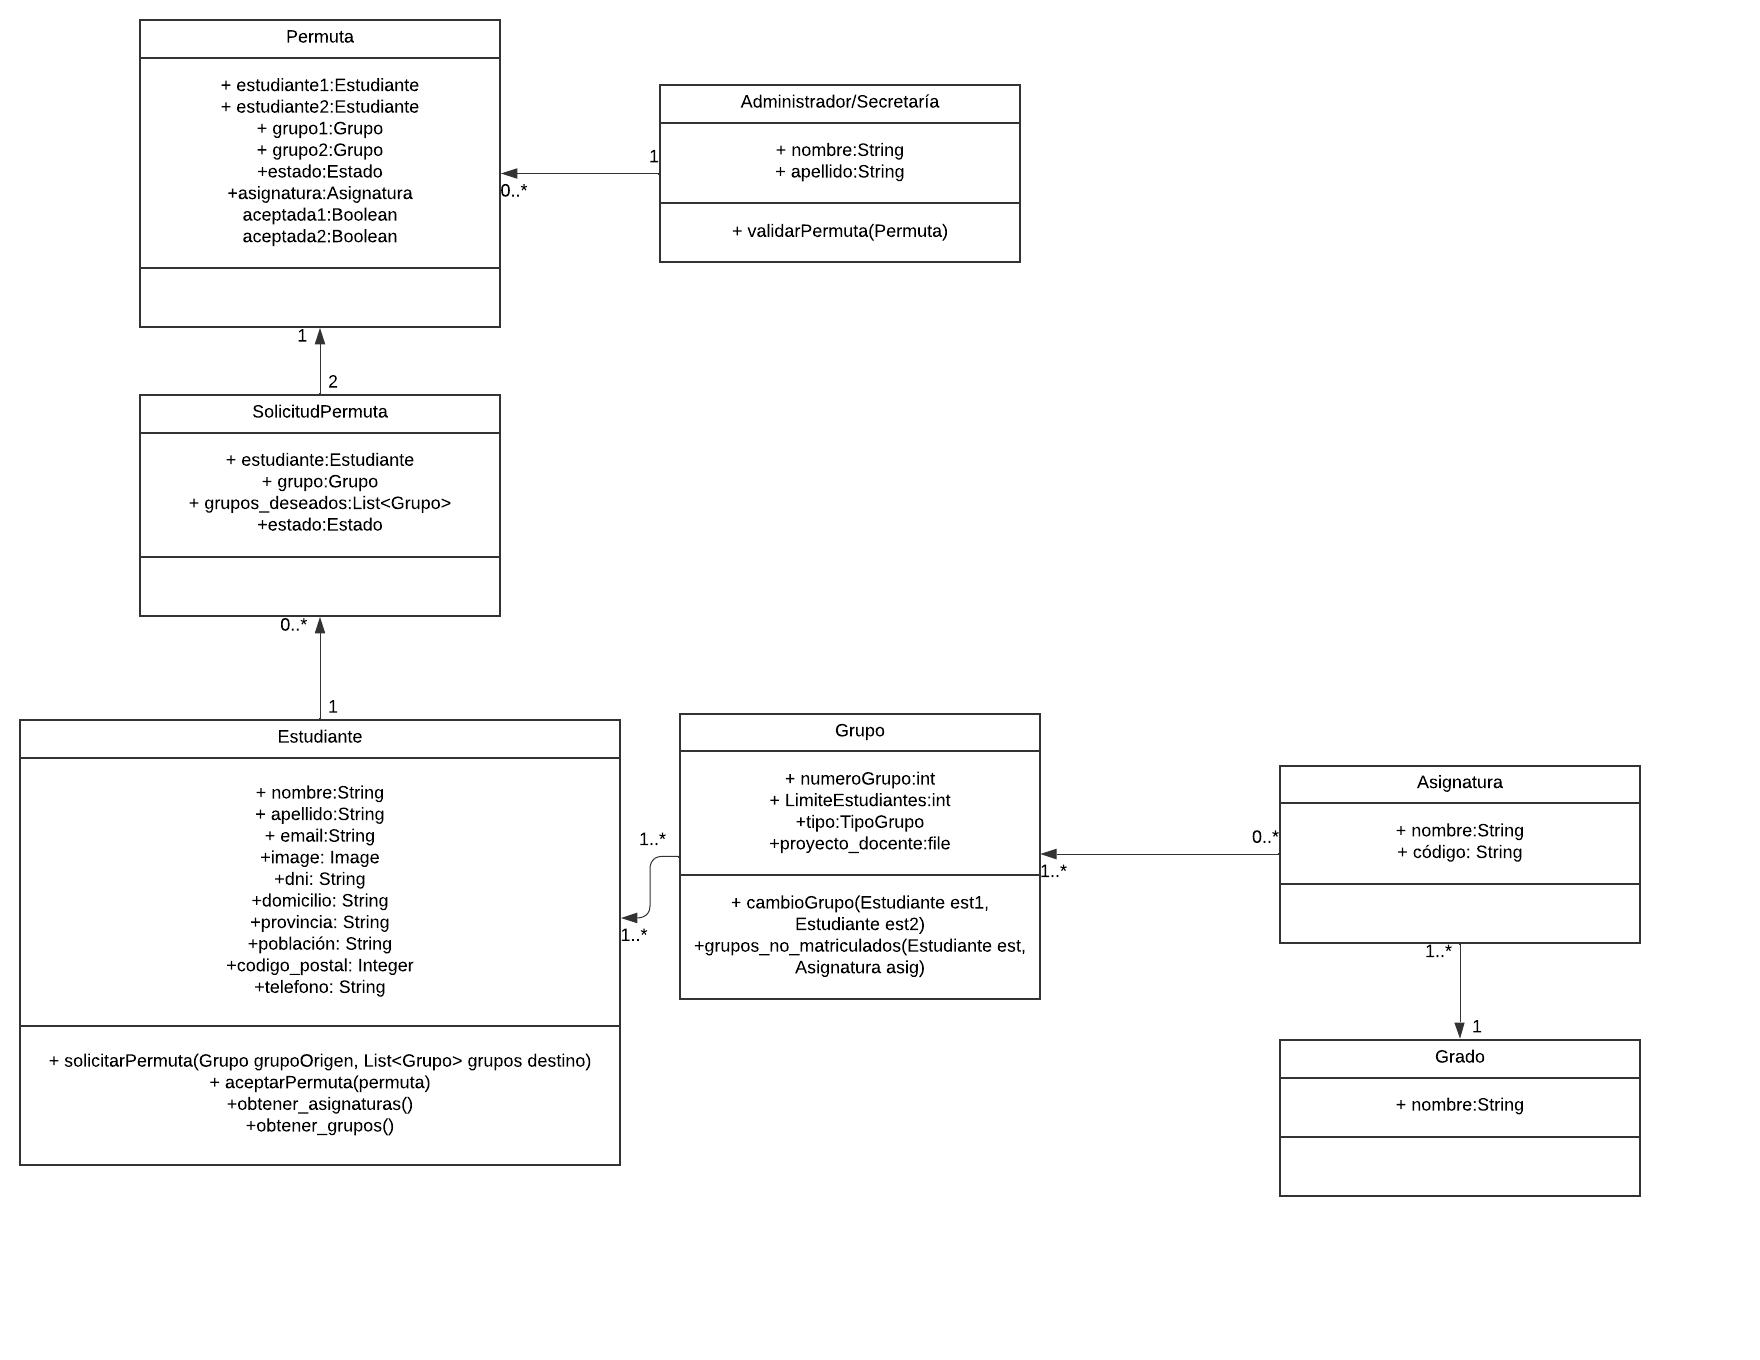 Permuta
+ estudiante1:Estudiante
+ estudiante2:Estudiante
+ grupo1:Grupo
+ grupo2:Grupo
+estado:Estado
+asignatura:Asignatura
aceptada1:Boolean
aceptada2:Boolean
Administrador/Secretaría
+ nombre:String
+ apellido:String
+ validarPermuta(Permuta)
1
0..*
1
2
SolicitudPermuta
+ estudiante:Estudiante
+ grupo:Grupo
+ grupos_deseados:List<Grupo>
+estado:Estado
0..*
1
Estudiante
+ nombre:String
+ apellido:String
+ email:String
+image: Image
+dni: String
+domicilio: String
+provincia: String
+población: String
+codigo_postal: Integer
+telefono: String
+ solicitarPermuta(Grupo grupoOrigen, List<Grupo> grupos destino)
+ aceptarPermuta(permuta)
+obtener_asignaturas()
+obtener_grupos()
1..*
1..*
Grupo
+ numeroGrupo:int
+ LimiteEstudiantes:int
+tipo:TipoGrupo
+proyecto_docente:file
+ cambioGrupo(Estudiante est1,
Estudiante est2)
+grupos_no_matriculados(Estudiante est,
Asignatura asig)
0..*
1..*
Asignatura
+ nombre:String
+ código: String
1..*
1
Grado
+ nombre:String